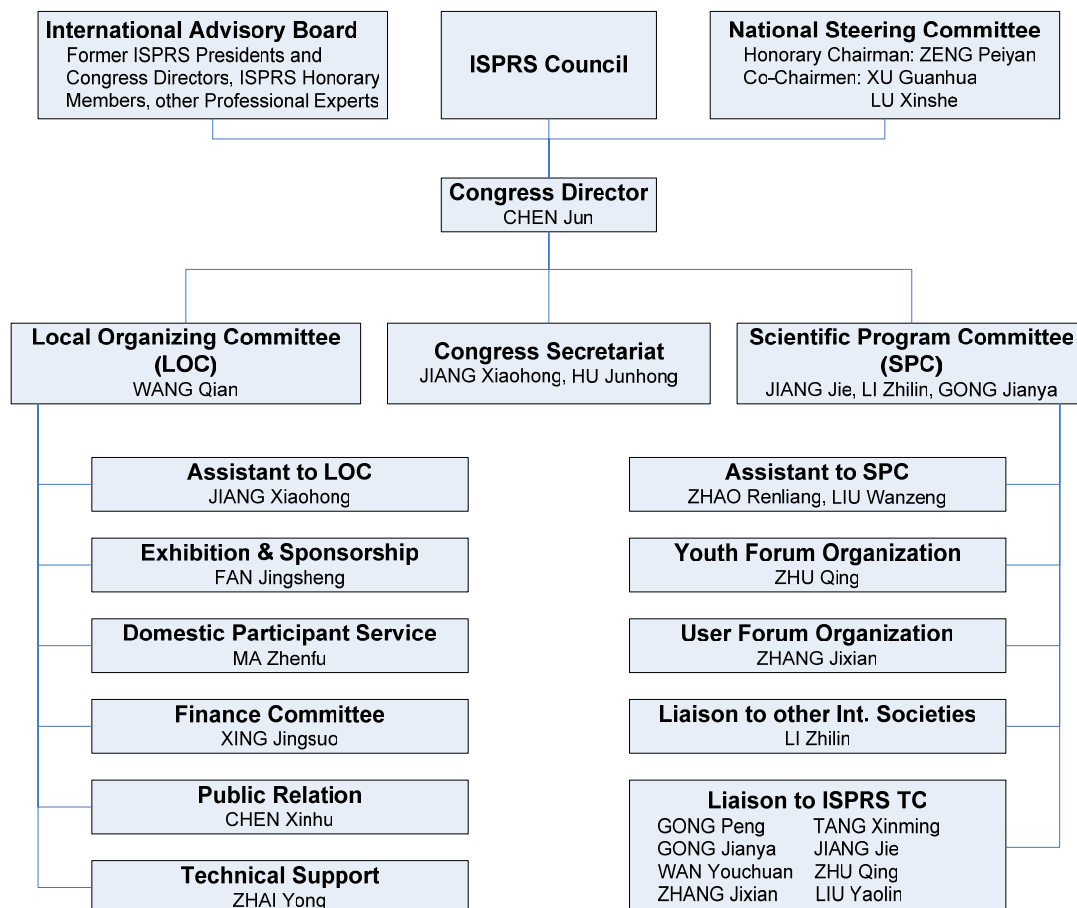 International Advisory Board
Former ISPRS Presidents and
Congress Directors, ISPRS Honorary
Members, other Professional Experts
ISPRS Council
National Steering Committee
Honorary Chairman: ZENG Peiyan
Co-Chairmen: XU Guanhua
LU Xinshe
Congress Director
CHEN Jun
Local Organizing Committee
(LOC)
WANG Qian
Congress Secretariat
JIANG Xiaohong, HU Junhong
Scientific Program Committee
(SPC)
JIANG Jie, LI Zhilin, GONG Jianya
Assistant to LOC
JIANG Xiaohong
Exhibition & Sponsorship
FAN Jingsheng
Domestic Participant Service
MA Zhenfu
Finance Committee
XING Jingsuo
Public Relation
CHEN Xinhu
Technical Support
ZHAI Yong
Assistant to SPC
ZHAO Renliang, LIU Wanzeng
Youth Forum Organization
ZHU Qing
User Forum Organization
ZHANG Jixian
Liaison to other Int. Societies
LI Zhilin
Liaison to ISPRS TC
GONG Peng TANG Xinming
GONG Jianya JIANG Jie
WAN Youchuan ZHU Qing
ZHANG Jixian LIU Yaolin